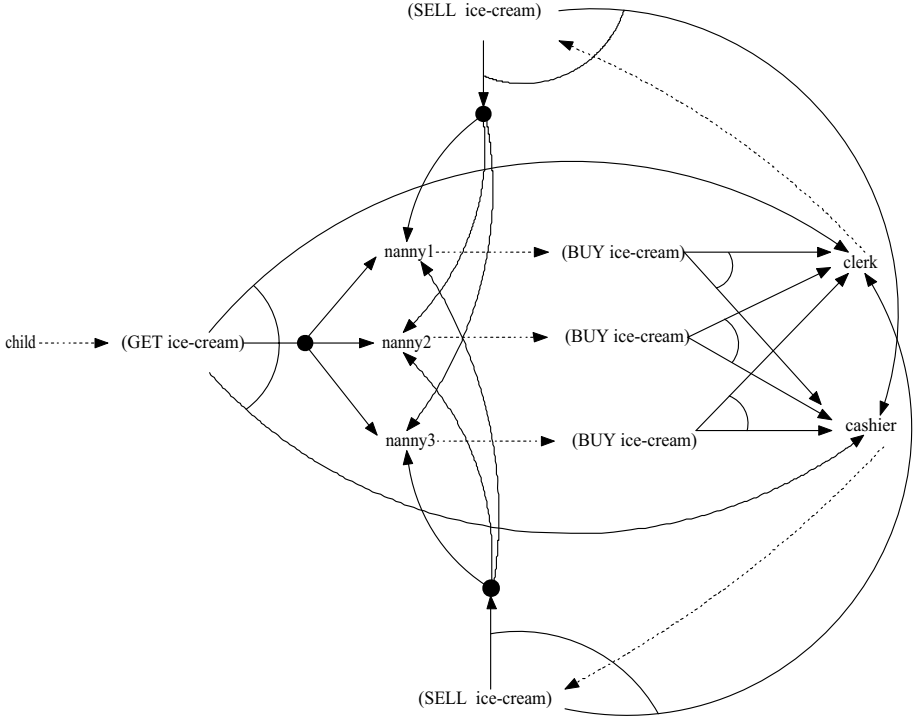 (SELL ice-cream)
nanny1
(BUY ice-cream)
clerk
child
(GET ice-cream)
nanny2
(BUY ice-cream)
nanny3
(BUY ice-cream)
cashier
(SELL ice-cream)